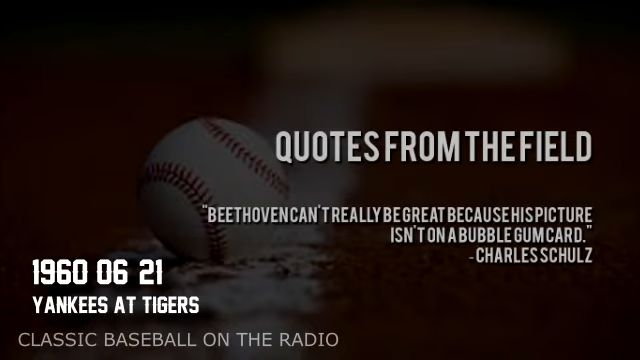 QUOTES FROM THE FIELD
"BEETHOVEN CAN'T REALLY BE GREAT BECAUSE HIS PICTURE
ISN'T ON A BUBBLE GUM CARD."
- CHARLES SCHULZ
1960 06 21
YANKEES AT TIGERS
CLASSIC BASEBALL ON THE RADIO